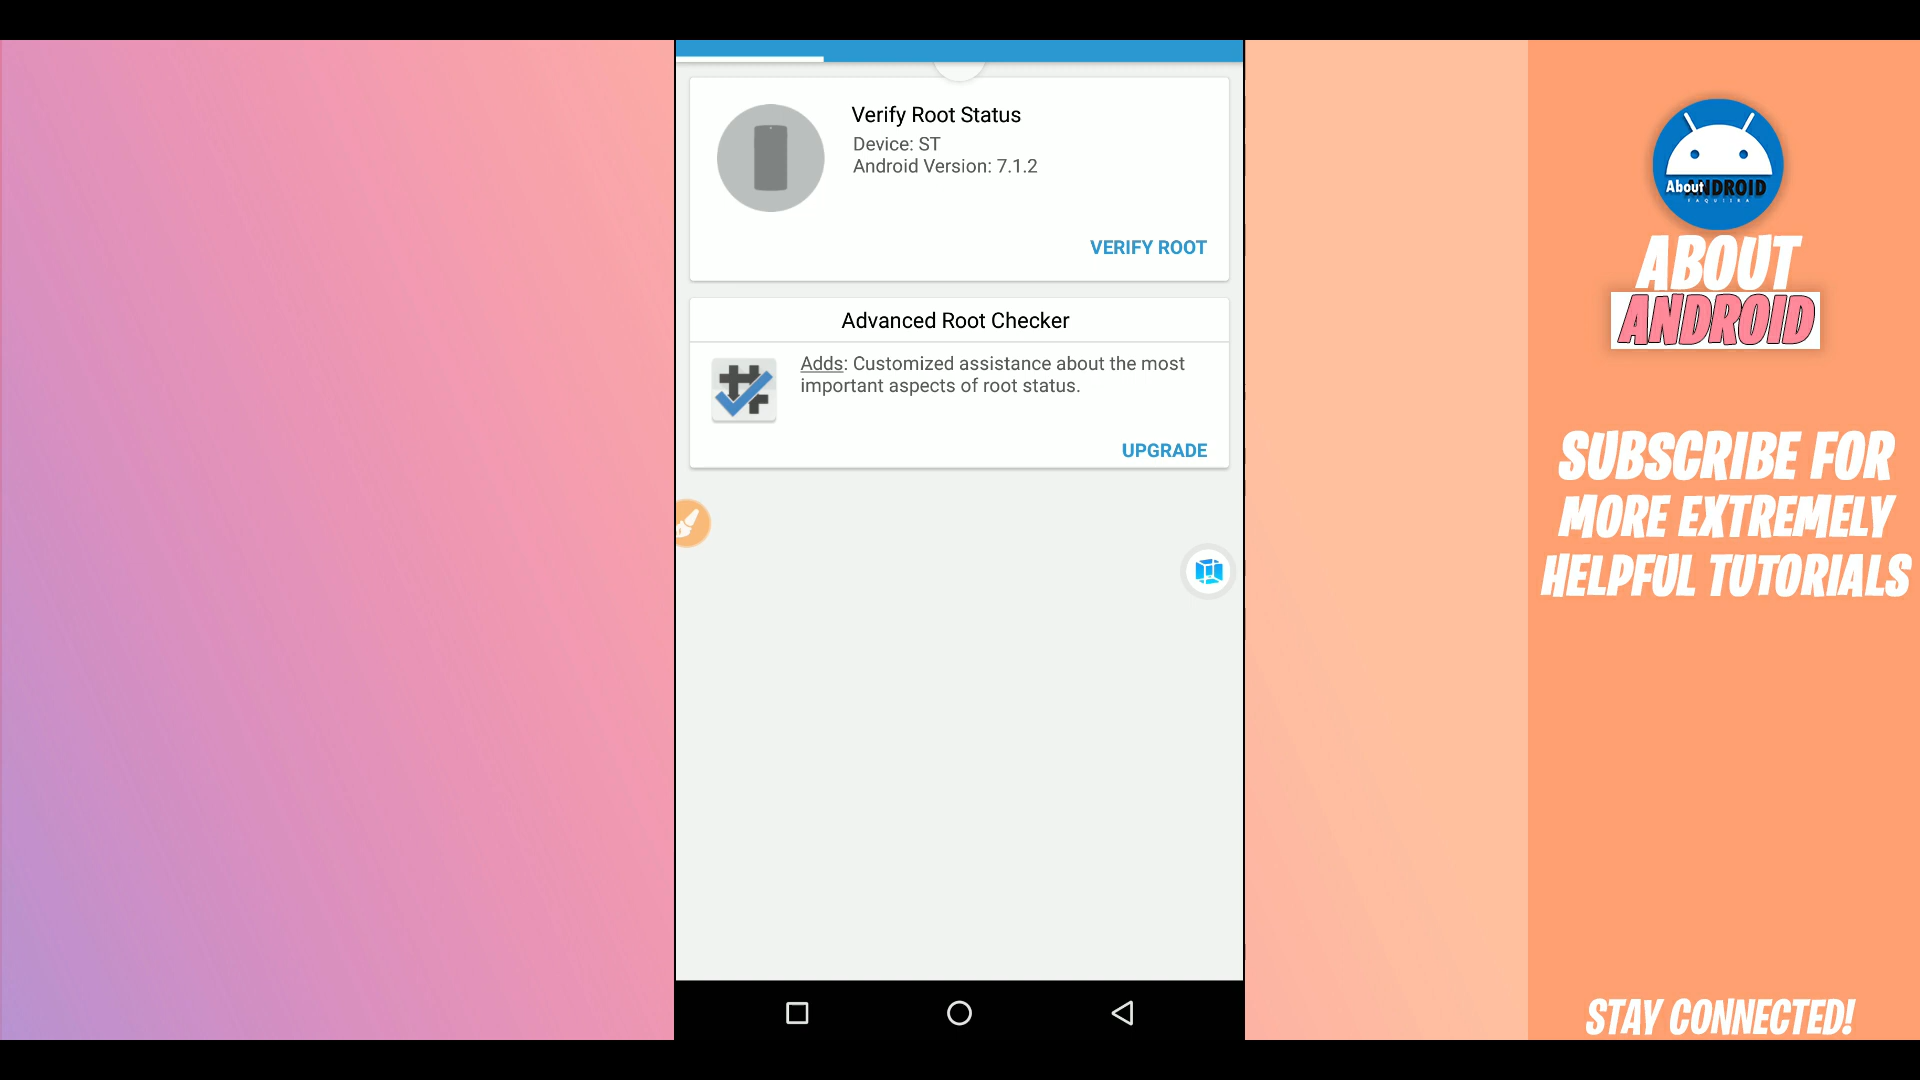 Verify Root Status
Device: ST
Android Version: 7.1.2
VERIFY ROOT
Advanced Root Checker
Adds: Customized assistance about the most
important aspects of root status.
UPGRADE
About ANDROID
FAQUIIRA
ABOUT
ANDROID
SUBSCRIBE FOR
MORE EXTREMELY
HELPFUL TUTORIALS
STAY CONNECTED!